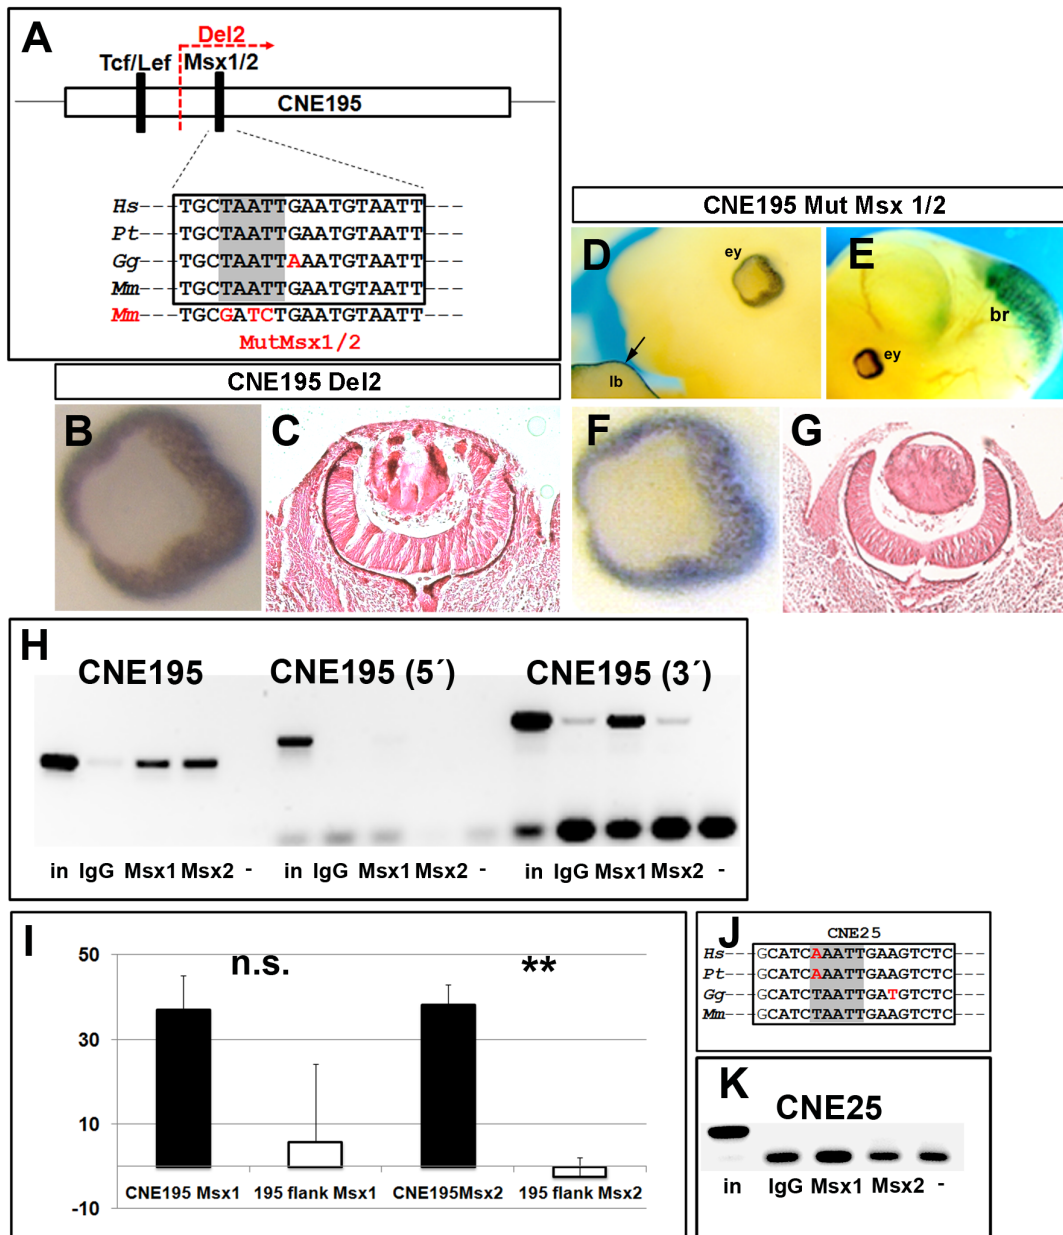 A
Del2
Tcf/Lef Msx1/2
CNE195
Hs--- TGCTAATTGAATGTAATT ---
Pt--- TGCTAATTGAATGTAATT ---
Gg--- TGCTAATTAAATGTAATT ---
Mm--- TGCTAATTGAATGTAATT ---
Mm--- TGCGATCTGAATGTAATT ---
MutMsx1/2
CNE195 Del2
B
C
CNE195 Mut Msx 1/2
D
ey
lb
E
br
ey
F
G
H
CNE195 CNE195 (5´) CNE195 (3´)
in IgG Msx1 Msx2 - in IgG Msx1 Msx2 - in IgG Msx1 Msx2 -
I
50
30
10
-10
n.s.
**
CNE195 Msx1 195 flank Msx1 CNE195Msx2 195 flank Msx2
J
CNE25
Hs--- GCATCAAATTGAAGTCTC ---
Pt--- GCATCAAATTGAAGTCTC ---
Gg--- GCATCTAATTGATGTCTC ---
Mm--- GCATCTAATTGAAGTCTC ---
K
CNE25
in IgG Msx1 Msx2 -